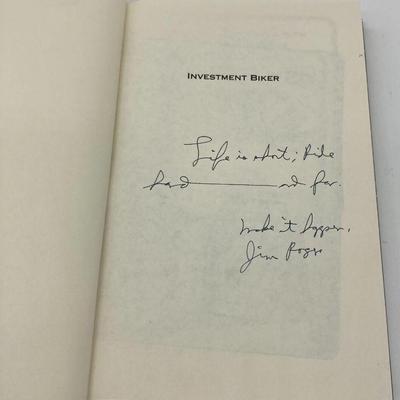 INVESTMENT BIKER
Life is short; Ride
hard and far.
Make it happen,
Jim Rogers